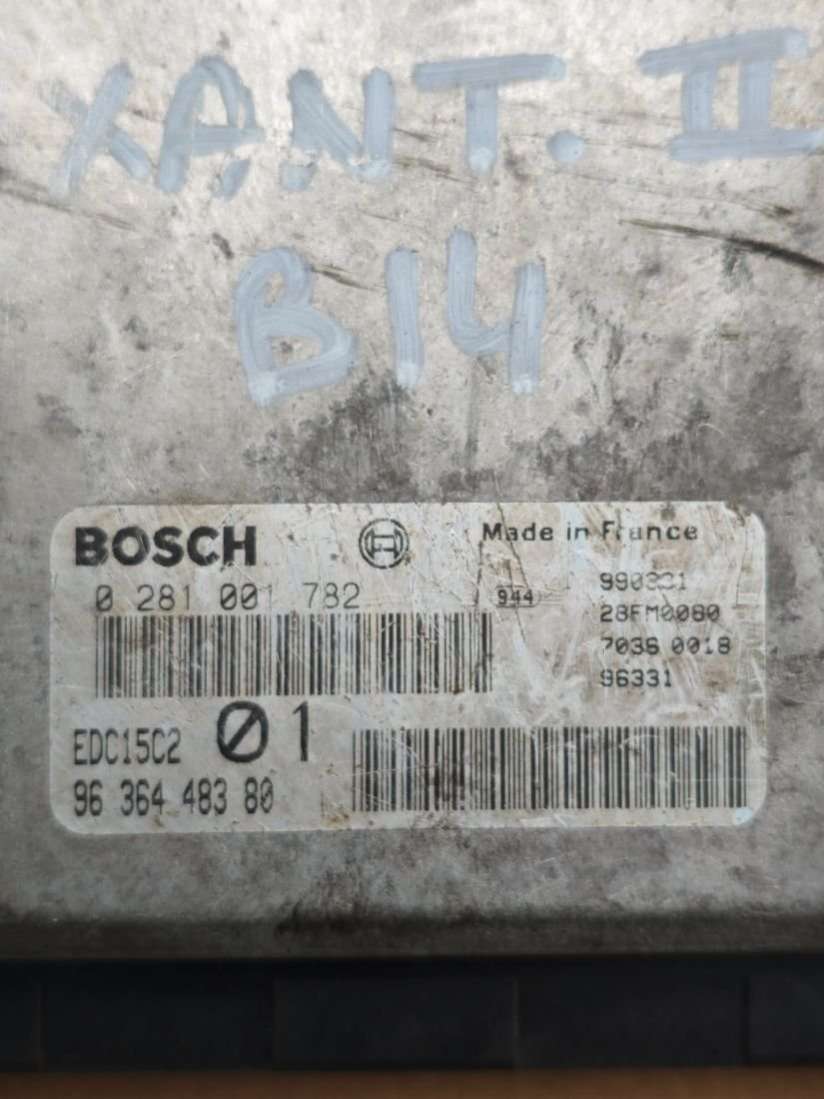 XANT. II
B14
BOSCH
Made in France
0 281 001 782
944
28FM0080
7036 0018
96331
EDC15C2
01
96 364 483 80